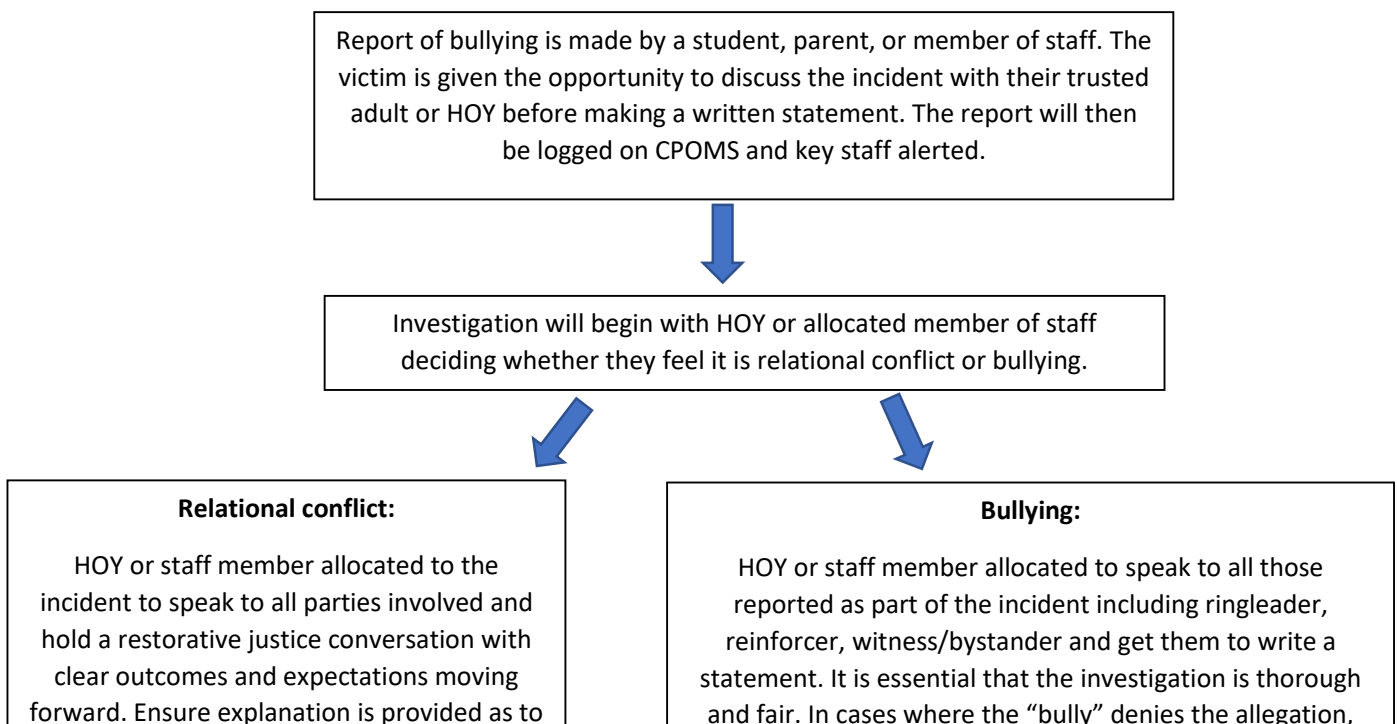 Report of bullying is made by a student, parent, or member of staff. The
victim is given the opportunity to discuss the incident with their trusted
adult or HOY before making a written statement. The report will then
be logged on CPOMS and key staff alerted.
Investigation will begin with HOY or allocated member of staff
deciding whether they feel it is relational conflict or bullying.
Relational conflict:
HOY or staff member allocated to the
incident to speak to all parties involved and
hold a restorative justice conversation with
clear outcomes and expectations moving
forward. Ensure explanation is provided as to
Bullying:
HOY or staff member allocated to speak to all those
reported as part of the incident including ringleader,
reinforcer, witness/bystander and get them to write a
statement. It is essential that the investigation is thorough
and fair. In cases where the “bully” denies the allegation,